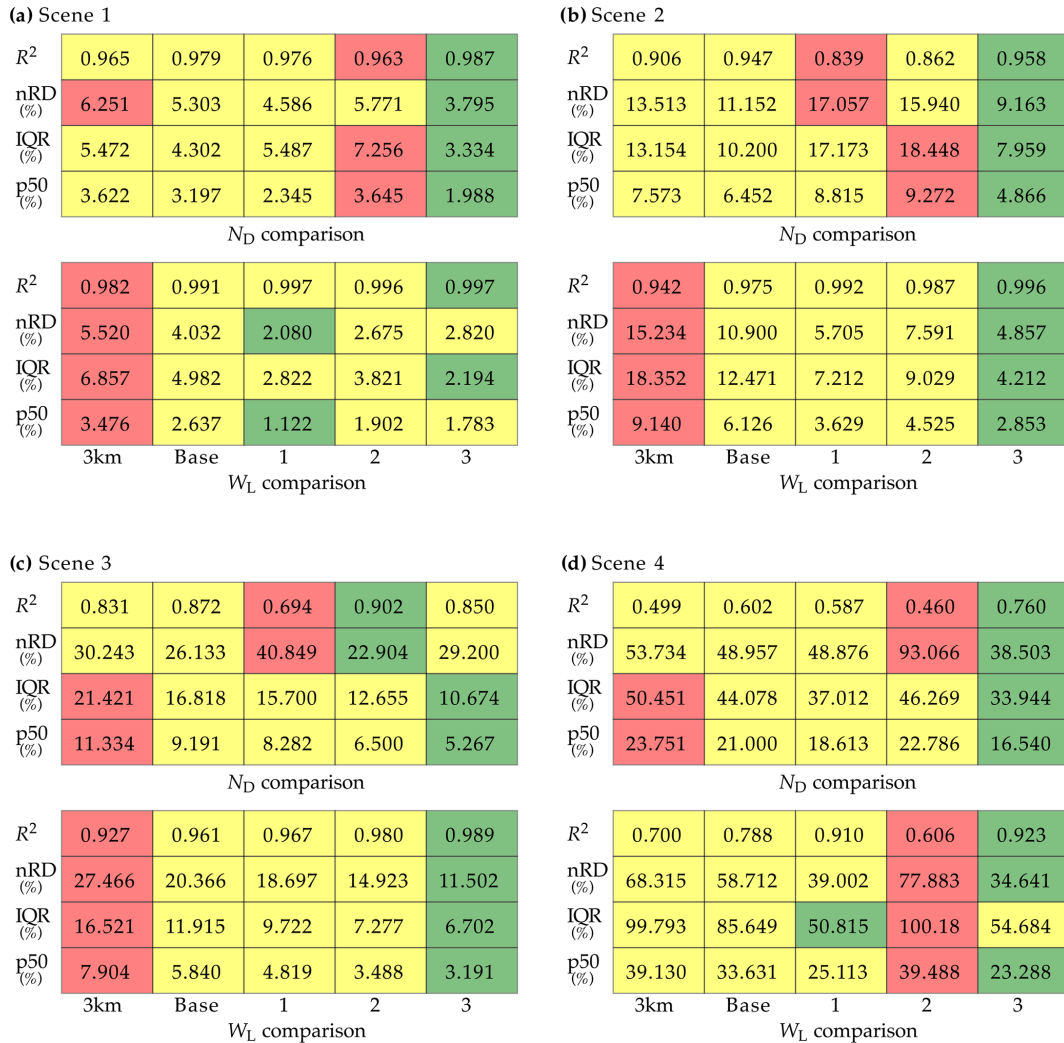 (a) Scene 1
R² 0.965 0.979 0.976 0.963 0.987
nRD (%) 6.251 5.303 4.586 5.771 3.795
IQR (%) 5.472 4.302 5.487 7.256 3.334
p50 (%) 3.622 3.197 2.345 3.645 1.988
N_D comparison
R² 0.982 0.991 0.997 0.996 0.997
nRD (%) 5.520 4.032 2.080 2.675 2.820
IQR (%) 6.857 4.982 2.822 3.821 2.194
p50 (%) 3.476 2.637 1.122 1.902 1.783
3km Base 1 2 3
W_L comparison
(b) Scene 2
0.906 0.947 0.839 0.862 0.958
13.513 11.152 17.057 15.940 9.163
13.154 10.200 17.173 18.448 7.959
7.573 6.452 8.815 9.272 4.866
N_D comparison
0.942 0.975 0.992 0.987 0.996
15.234 10.900 5.705 7.591 4.857
18.352 12.471 7.212 9.029 4.212
9.140 6.126 3.629 4.525 2.853
3km Base 1 2 3
W_L comparison
(c) Scene 3
R² 0.831 0.872 0.694 0.902 0.850
nRD (%) 30.243 26.133 40.849 22.904 29.200
IQR (%) 21.421 16.818 15.700 12.655 10.674
p50 (%) 11.334 9.191 8.282 6.500 5.267
N_D comparison
R² 0.927 0.961 0.967 0.980 0.989
nRD (%) 27.466 20.366 18.697 14.923 11.502
IQR (%) 16.521 11.915 9.722 7.277 6.702
p50 (%) 7.904 5.840 4.819 3.488 3.191
3km Base 1 2 3
W_L comparison
(d) Scene 4
R² 0.499 0.602 0.587 0.460 0.760
nRD (%) 53.734 48.957 48.876 93.066 38.503
IQR (%) 50.451 44.078 37.012 46.269 33.944
p50 (%) 23.751 21.000 18.613 22.786 16.540
N_D comparison
R² 0.700 0.788 0.910 0.606 0.923
nRD (%) 68.315 58.712 39.002 77.883 34.641
IQR (%) 99.793 85.649 50.815 100.18 54.684
p50 (%) 39.130 33.631 25.113 39.488 23.288
3km Base 1 2 3
W_L comparison